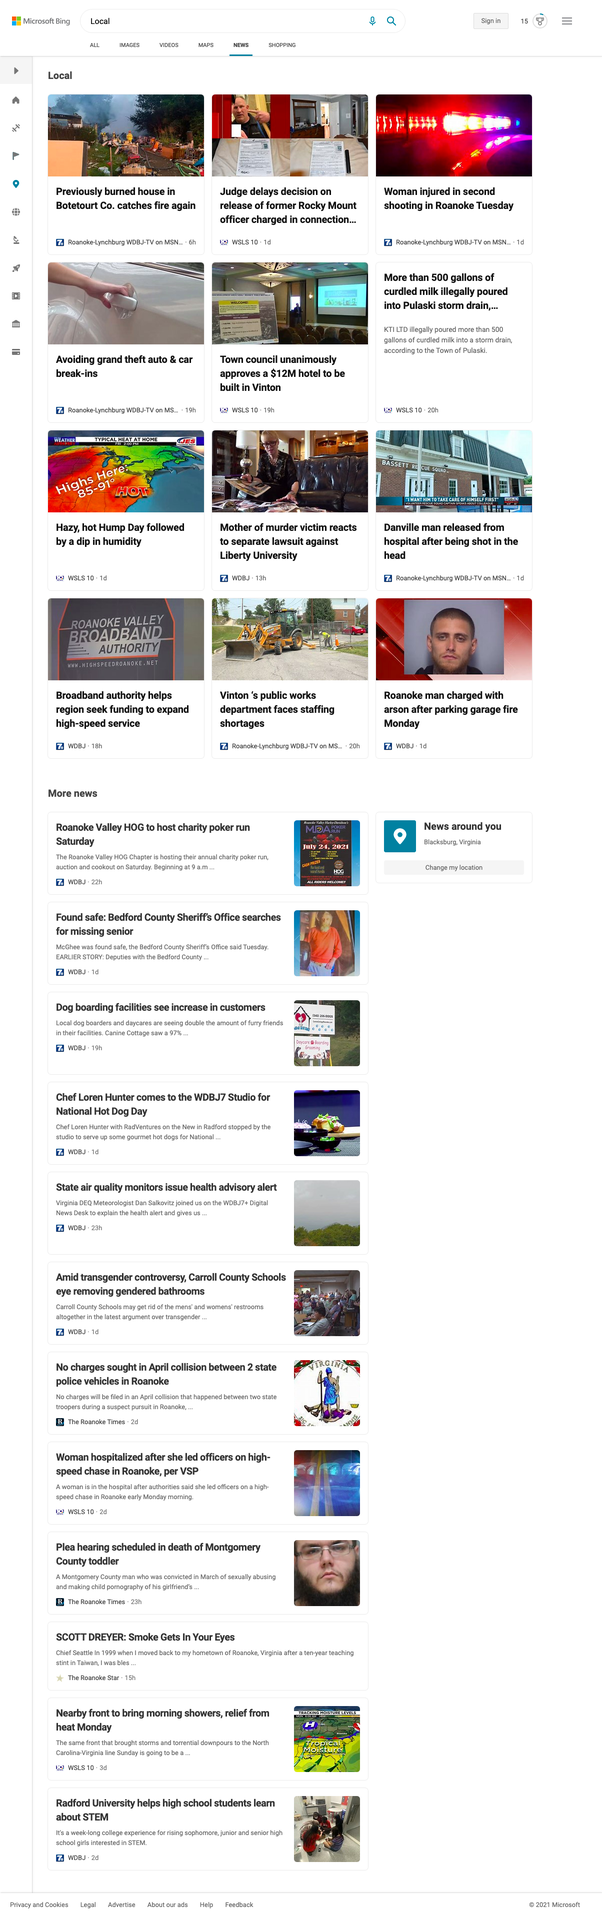 Microsoft Bing
Local
Sign in
15
ALL
IMAGES
VIDEOS
MAPS
NEWS
SHOPPING
Local
Previously burned house in
Botetourt Co. catches fire again
Roanoke-Lynchburg WDBJ-TV on MSN... · 6h
Judge delays decision on
release of former Rocky Mount
officer charged in connection...
WSLS 10 · 1d
Woman injured in second
shooting in Roanoke Tuesday
Roanoke-Lynchburg WDBJ-TV on MSN... · 1d
Avoiding grand theft auto & car
break-ins
Roanoke-Lynchburg WDBJ-TV on MS... · 19h
WELCOME
Town council unanimously
approves a $12M hotel to be
built in Vinton
WSLS 10 · 19h
More than 500 gallons of
curdled milk illegally poured
into Pulaski storm drain,...
KTI LTD illegally poured more than 500
gallons of curdled milk into a storm drain,
according to the Town of Pulaski.
WSLS 10 · 20h
WEATHER
TYPICAL HEAT AT HOME
Highs Here:
85-91°
HOT
Hazy, hot Hump Day followed
by a dip in humidity
WSLS 10 · 1d
Mother of murder victim reacts
to separate lawsuit against
Liberty University
WDBJ · 13h
BASSETT RESCUE SQUAD
"I WANT HIM TO TAKE CARE OF HIMSELF FIRST"
Danville man released from
hospital after being shot in the
head
Roanoke-Lynchburg WDBJ-TV on MSN... · 1d
ROANOKE VALLEY
BROADBAND
AUTHORITY
WWW.HIGHSPEEDROANOKE.NET
Broadband authority helps
region seek funding to expand
high-speed service
WDBJ · 18h
Vinton 's public works
department faces staffing
shortages
Roanoke-Lynchburg WDBJ-TV on MS... · 20h
Roanoke man charged with
arson after parking garage fire
Monday
WDBJ · 1d
More news
Roanoke Valley HOG to host charity poker run
Saturday
The Roanoke Valley HOG Chapter is hosting their annual charity poker run,
auction and cookout on Saturday. Beginning at 9 a.m ...
WDBJ · 22h
MDA
July 24, 2021
News around you
Blacksburg, Virginia
Change my location
Found safe: Bedford County Sheriff's Office searches
for missing senior
McGhee was found safe, the Bedford County Sheriff's Office said Tuesday.
EARLIER STORY: Deputies with the Bedford County ...
WDBJ · 1d
Dog boarding facilities see increase in customers
Local dog boarders and daycares are seeing double the amount of furry friends
in their facilities. Canine Cottage saw a 97% ...
WDBJ · 19h
Chef Loren Hunter comes to the WDBJ7 Studio for
National Hot Dog Day
Chef Loren Hunter with RadVentures on the New in Radford stopped by the
studio to serve up some gourmet hot dogs for National ...
WDBJ · 1d
State air quality monitors issue health advisory alert
Virginia DEQ Meteorologist Dan Salkovitz joined us on the WDBJ7+ Digital
News Desk to explain the health alert and gives us ...
WDBJ · 23h
Amid transgender controversy, Carroll County Schools
eye removing gendered bathrooms
Carroll County Schools may get rid of the mens' and womens' restrooms
altogether in the latest argument over transgender ...
WDBJ · 1d
No charges sought in April collision between 2 state
police vehicles in Roanoke
No charges will be filed in an April collision that happened between two state
troopers during a suspect pursuit in Roanoke, ...
The Roanoke Times · 2d
VIRGINIA
Woman hospitalized after she led officers on high-
speed chase in Roanoke, per VSP
A woman is in the hospital after authorities said she led officers on a high-
speed chase in Roanoke early Monday morning.
WSLS 10 · 2d
Plea hearing scheduled in death of Montgomery
County toddler
A Montgomery County man who was convicted in March of sexually abusing
and making child pornography of his girlfriend's ...
The Roanoke Times · 23h
SCOTT DREYER: Smoke Gets In Your Eyes
Chief Seattle In 1999 when I moved back to my hometown of Roanoke, Virginia after a ten-year teaching
stint in Taiwan, I was bles ...
The Roanoke Star · 15h
Nearby front to bring morning showers, relief from
heat Monday
The same front that brought storms and torrential downpours to the North
Carolina-Virginia line Sunday is going to be a ...
WSLS 10 · 3d
TRACKING MOISTURE LEVELS
H
Tropical
Moisture
Radford University helps high school students learn
about STEM
It's a week-long college experience for rising sophomore, junior and senior high
school girls interested in STEM.
WDBJ · 2d
Privacy and Cookies
Legal
Advertise
About our ads
Help
Feedback
© 2021 Microsoft